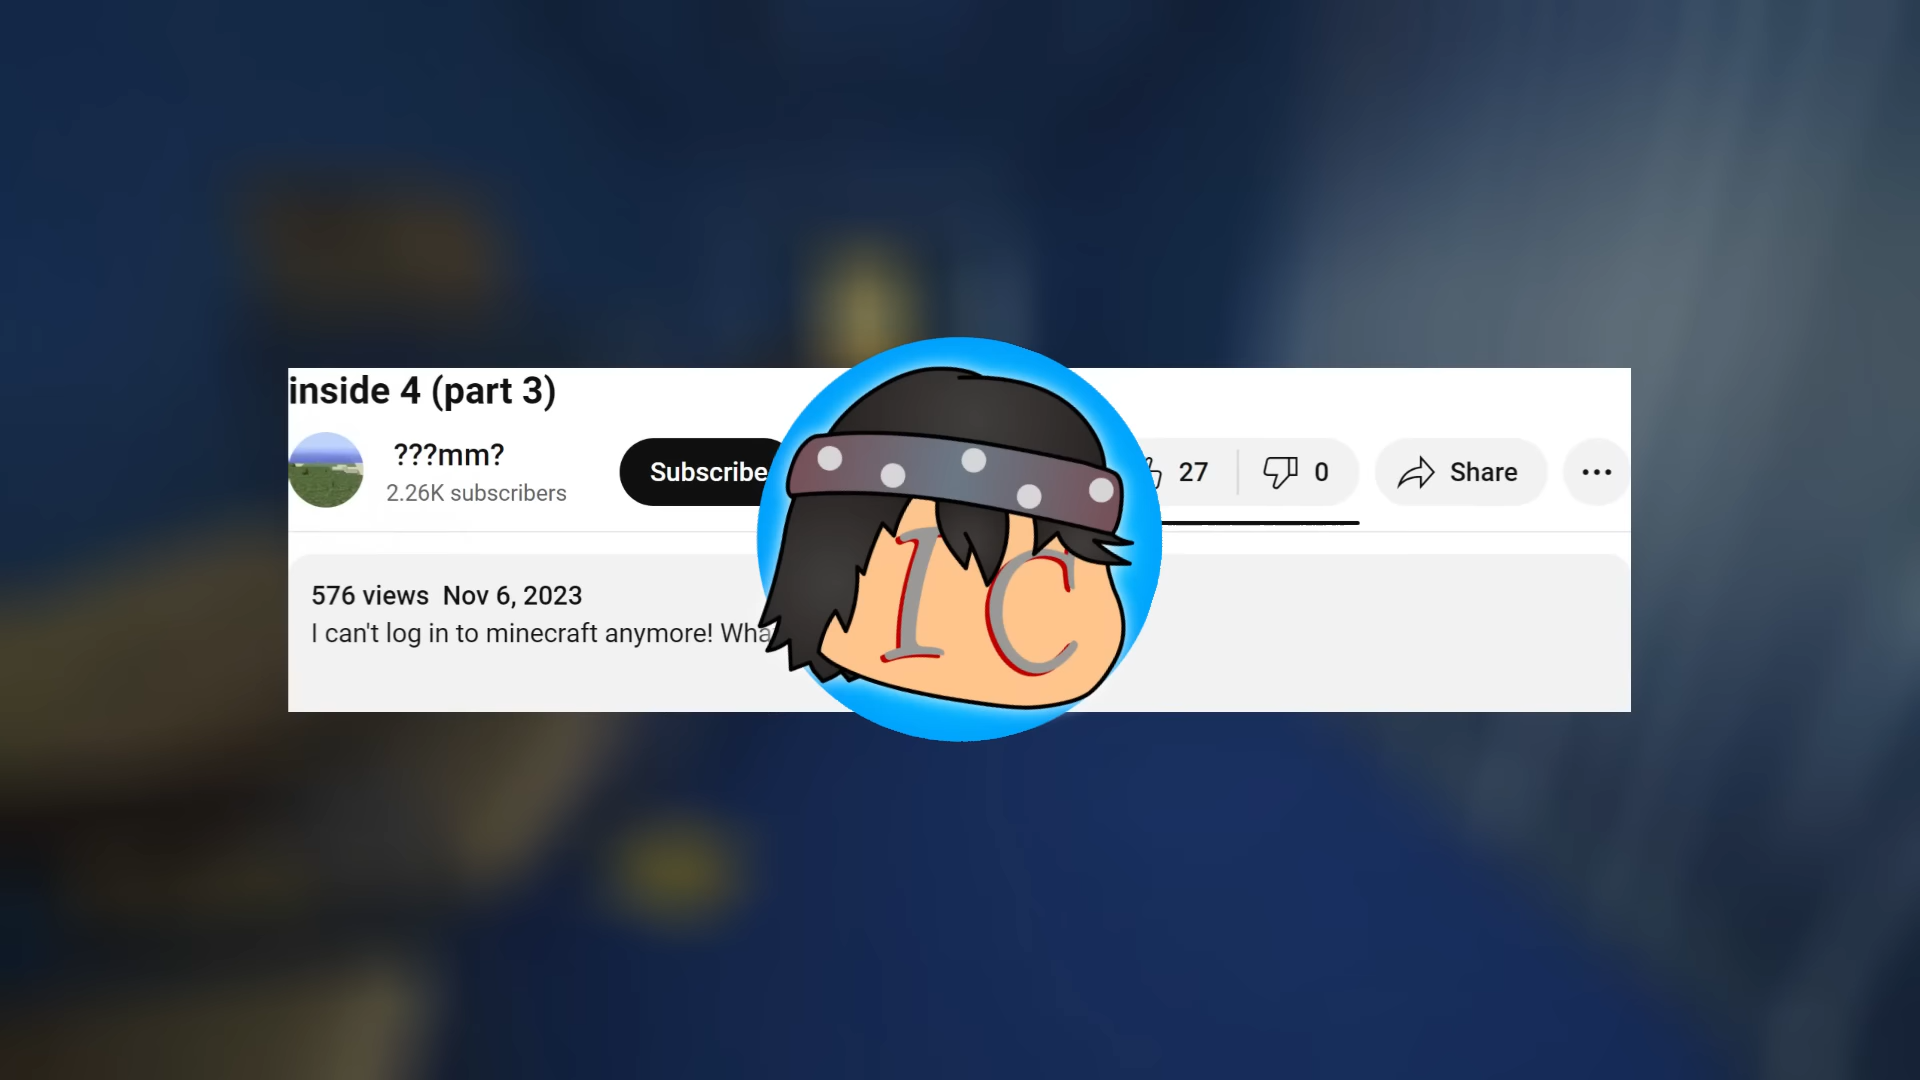 inside 4 (part 3)
???mm?
2.26K subscribers
Subscribe
27
0
Share
576 views Nov 6, 2023
I can't log in to minecraft anymore!
IC